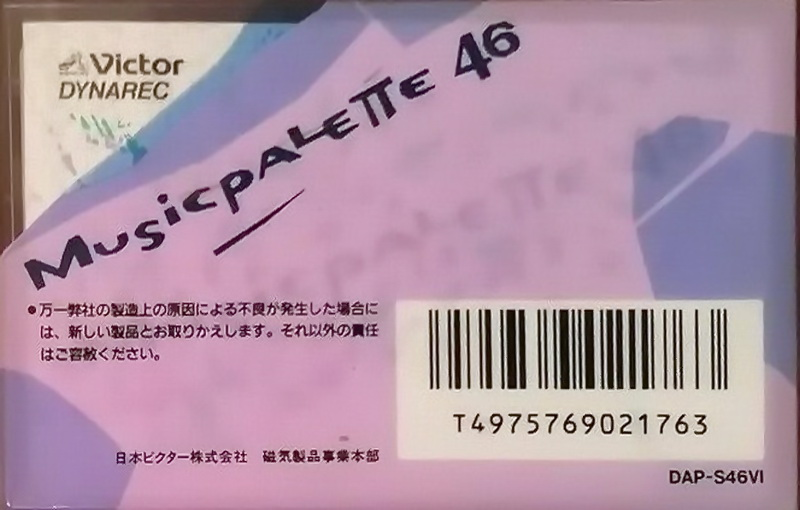 Victor
DYNAREC
MusicPALETTE 46
●万一弊社の製造上の原因による不良が発生した場合に
は、新しい製品とお取りかえします。それ以外の責任
はご容赦ください。
日本ビクター株式会社 磁気製品事業本部
T4975769021763
DAP-S46VI